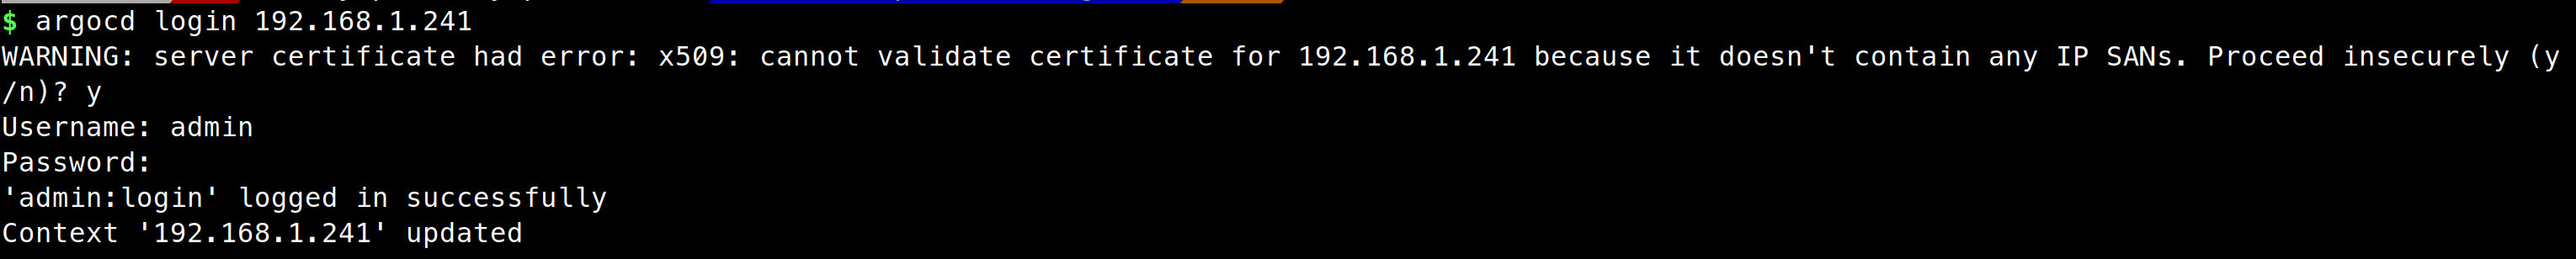 $ argocd login 192.168.1.241
WARNING: server certificate had error: x509: cannot validate certificate for 192.168.1.241 because it doesn't contain any IP SANs. Proceed insecurely (y
/n)? y
Username: admin
Password:
'admin:login' logged in successfully
Context '192.168.1.241' updated